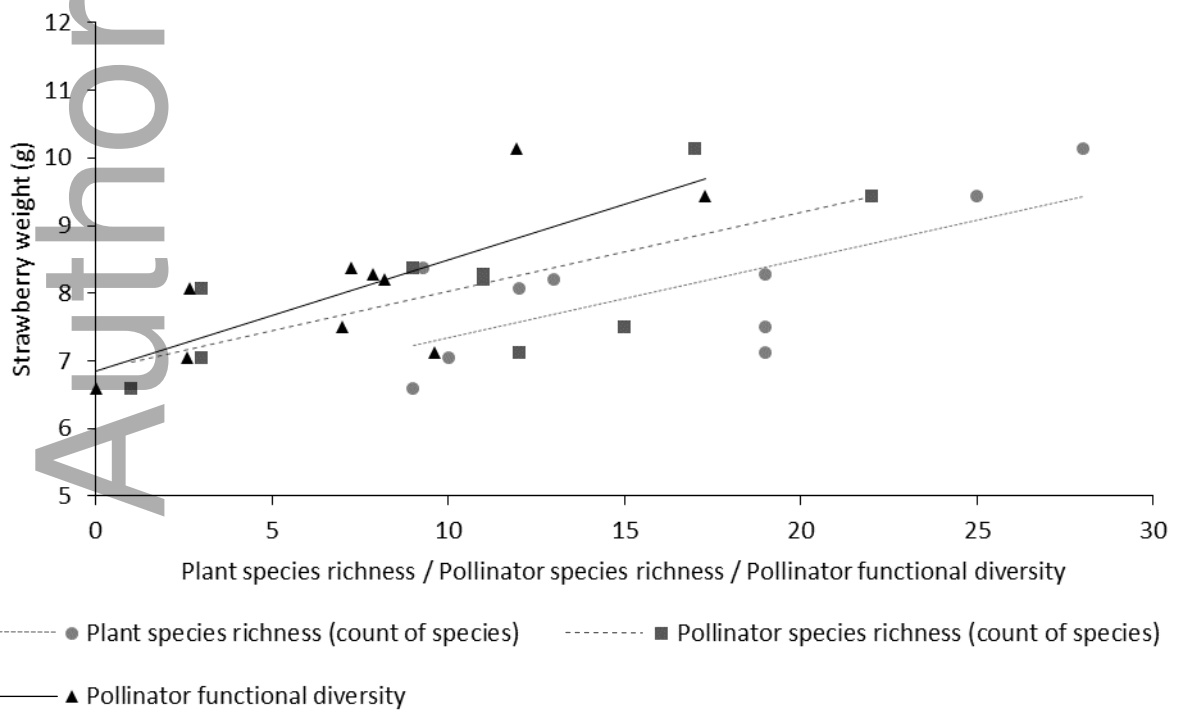 12
11
10
9
8
7
6
5
Strawberry weight (g)
0 5 10 15 20 25 30
Plant species richness / Pollinator species richness / Pollinator functional diversity
Plant species richness (count of species) Pollinator species richness (count of species)
Pollinator functional diversity
Author